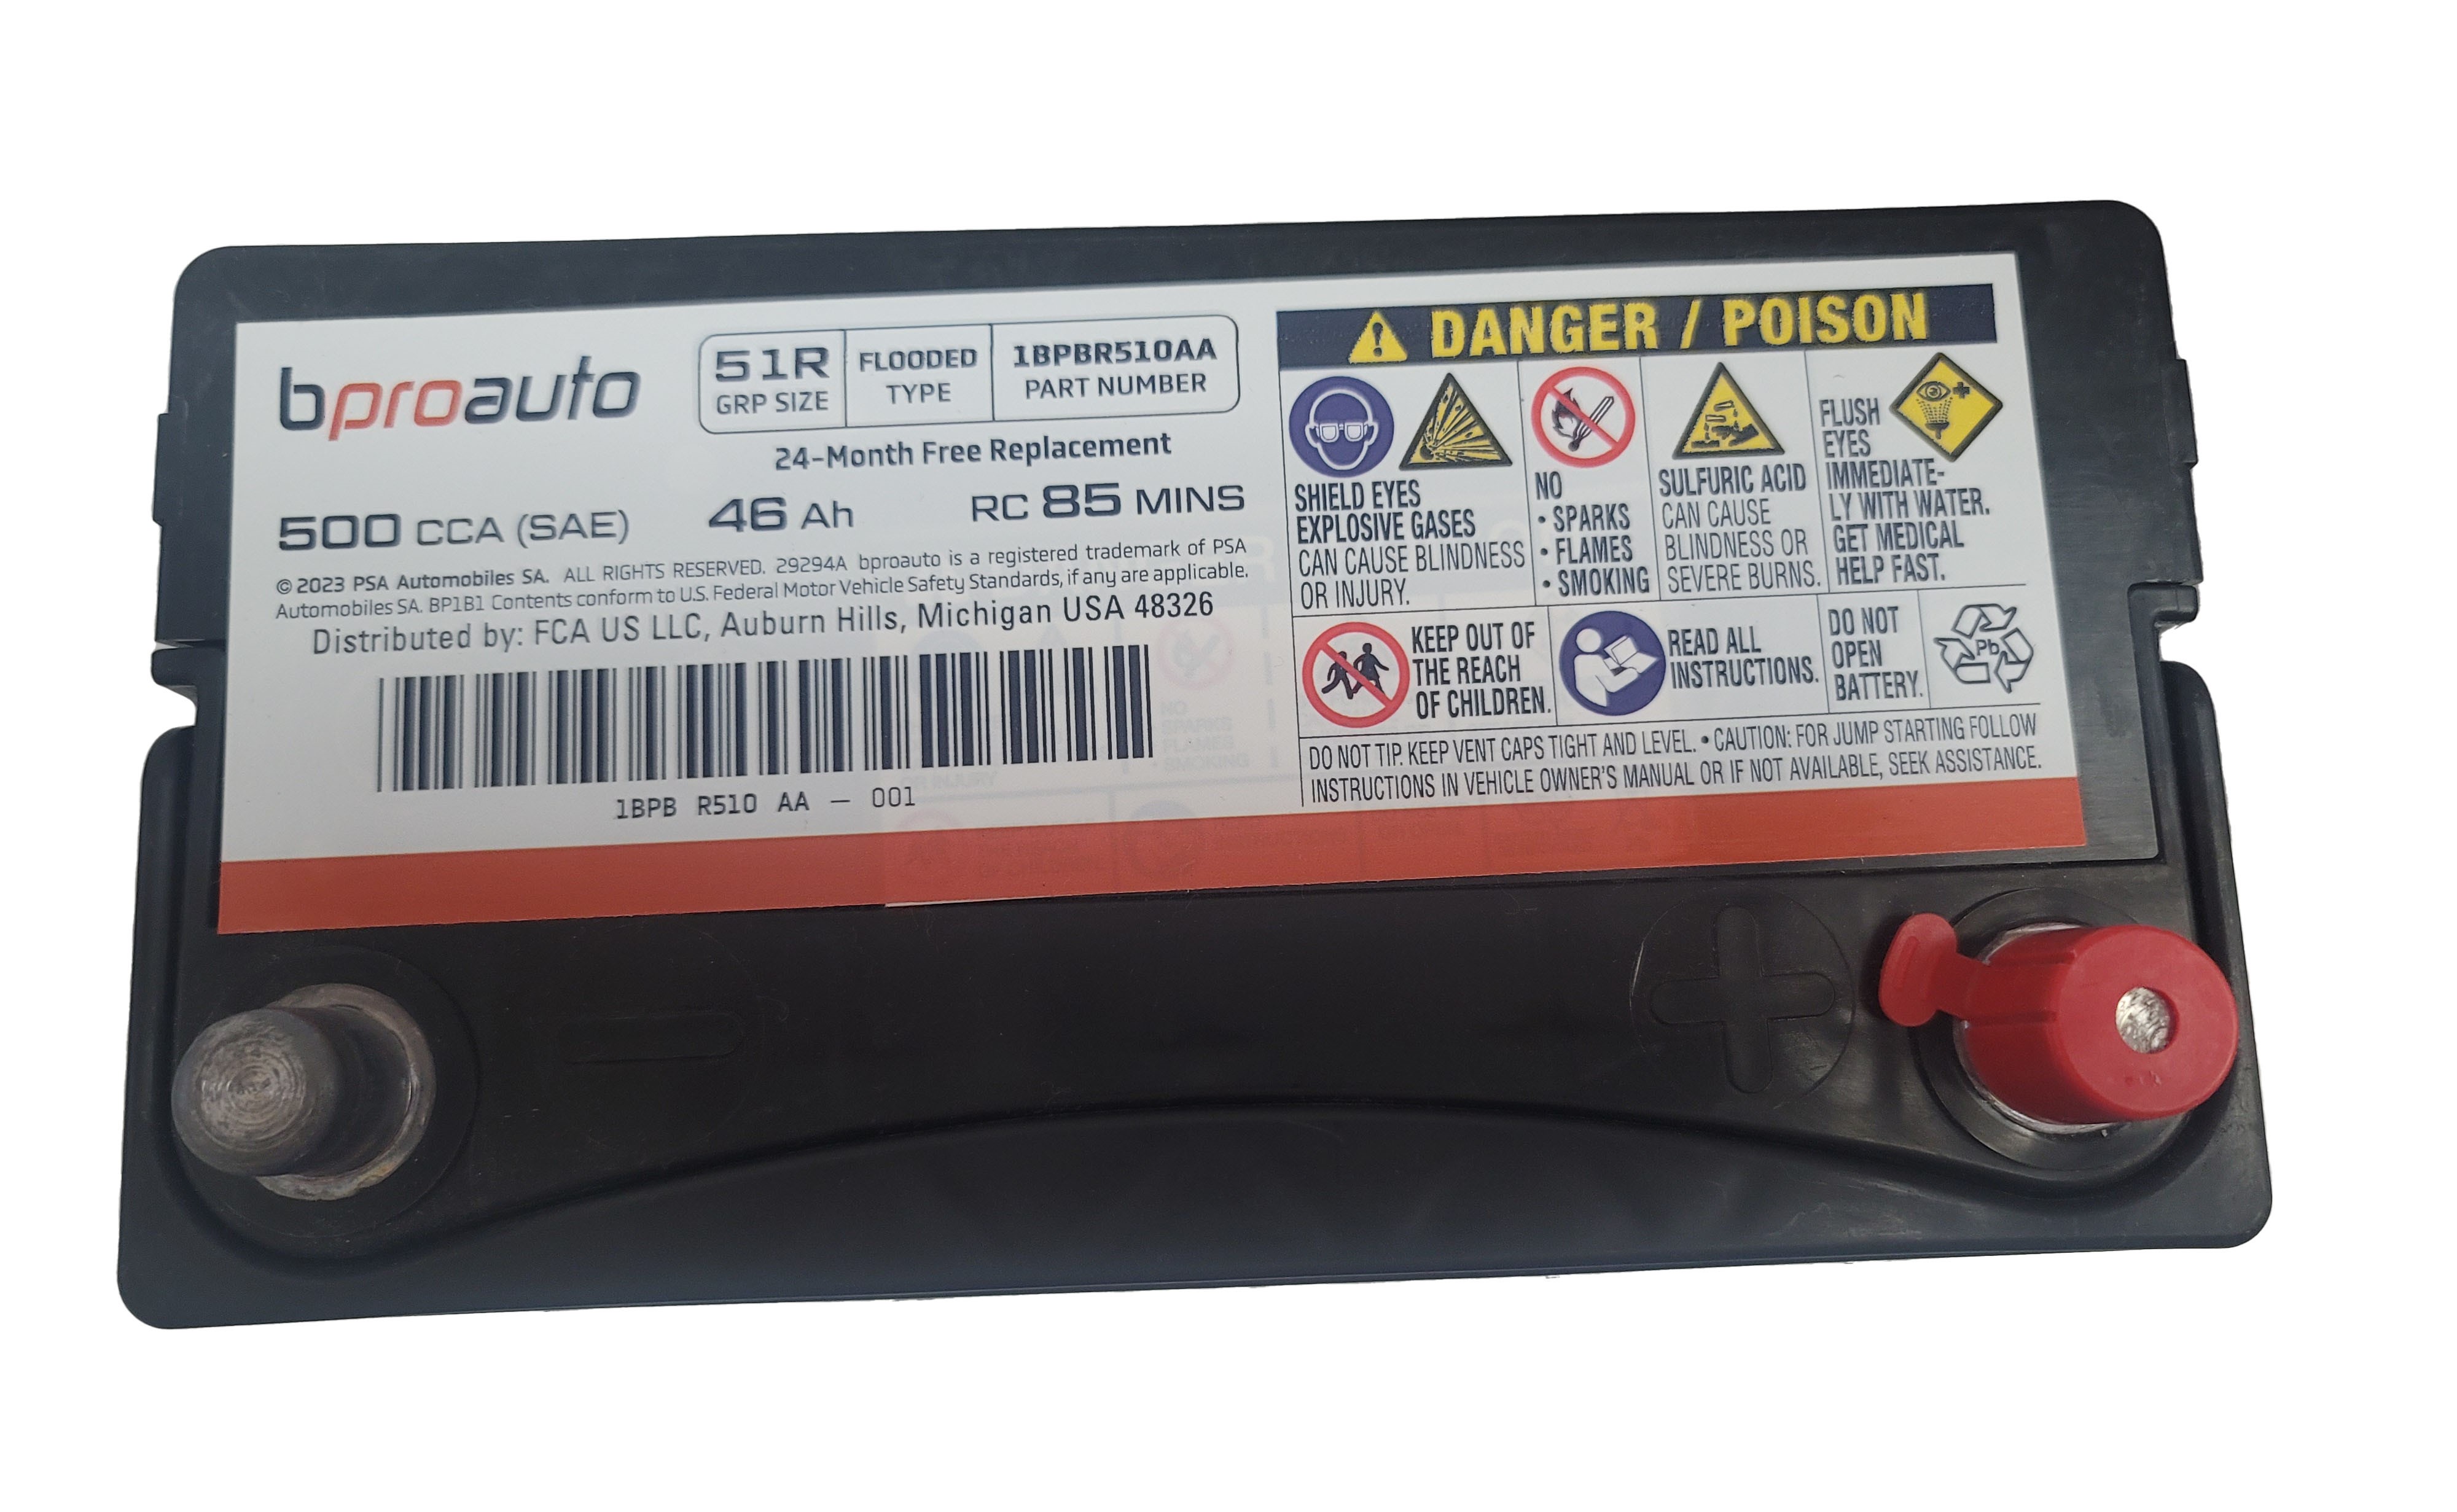 bproauto
51R
GRP SIZE
FLOODED
TYPE
1BPBR510AA
PART NUMBER
24-Month Free Replacement
500 CCA (SAE) 46 Ah RC 85 MINS
© 2023 PSA Automobiles SA. ALL RIGHTS RESERVED. 29294A bproauto is a registered trademark of PSA
Automobiles SA. BP1B1 Contents conform to U.S. Federal Motor Vehicle Safety Standards, if any are applicable.
Distributed by: FCA US LLC, Auburn Hills, Michigan USA 48326
1BPB R510 AA – 001
DANGER / POISON
SHIELD EYES
EXPLOSIVE GASES
CAN CAUSE BLINDNESS
OR INJURY.
NO
• SPARKS
• FLAMES
• SMOKING
SULFURIC ACID
CAN CAUSE
BLINDNESS OR
SEVERE BURNS.
FLUSH
EYES
IMMEDIATE-
LY WITH WATER.
GET MEDICAL
HELP FAST.
KEEP OUT OF
THE REACH
OF CHILDREN.
READ ALL
INSTRUCTIONS.
DO NOT
OPEN
BATTERY.
Pb
DO NOT TIP. KEEP VENT CAPS TIGHT AND LEVEL. • CAUTION: FOR JUMP STARTING FOLLOW
INSTRUCTIONS IN VEHICLE OWNER'S MANUAL OR IF NOT AVAILABLE, SEEK ASSISTANCE.